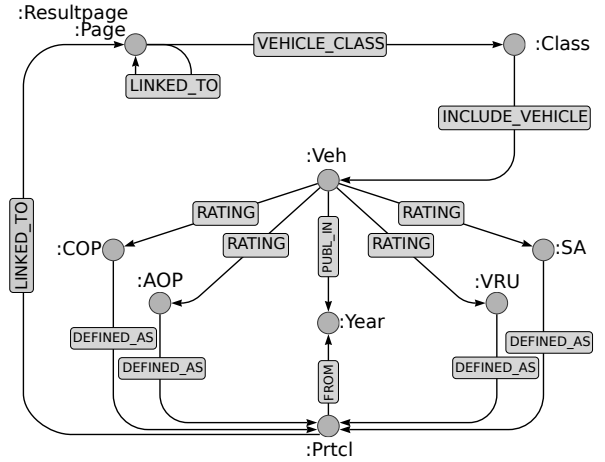 :Resultpage
:Page
VEHICLE_CLASS
:Class
LINKED_TO
INCLUDE_VEHICLE
:Veh
RATING
RATING
LINKED_TO
:COP
RATING
PUBL_IN
RATING
:SA
:AOP
:VRU
:Year
DEFINED_AS
DEFINED_AS
DEFINED_AS
DEFINED_AS
FROM
:Prtcl